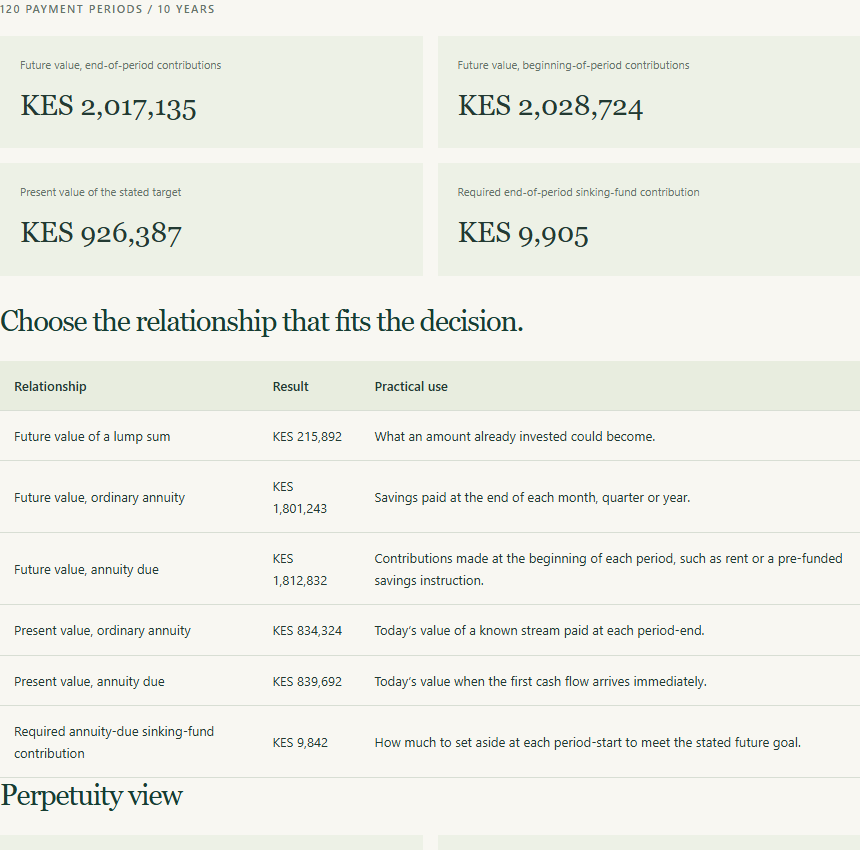 120 PAYMENT PERIODS / 10 YEARS
Future value, end-of-period contributions
KES 2,017,135
Future value, beginning-of-period contributions
KES 2,028,724
Present value of the stated target
KES 926,387
Required end-of-period sinking-fund contribution
KES 9,905
Choose the relationship that fits the decision.
Relationship Result Practical use
Future value of a lump sum KES 215,892 What an amount already invested could become.
Future value, ordinary annuity KES 1,801,243 Savings paid at the end of each month, quarter or year.
Future value, annuity due KES 1,812,832 Contributions made at the beginning of each period, such as rent or a pre-funded
savings instruction.
Present value, ordinary annuity KES 834,324 Today's value of a known stream paid at each period-end.
Present value, annuity due KES 839,692 Today's value when the first cash flow arrives immediately.
Required annuity-due sinking-fund
contribution KES 9,842 How much to set aside at each period-start to meet the stated future goal.
Perpetuity view